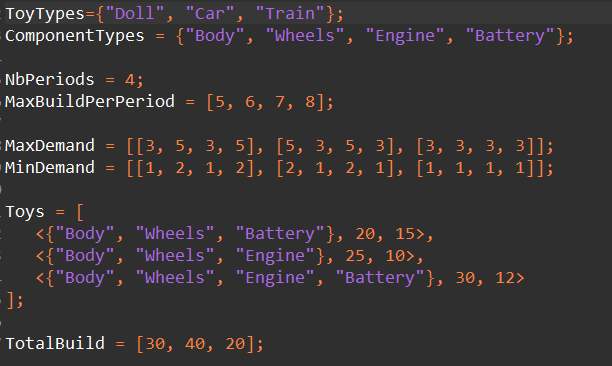 ToyTypes={"Doll", "Car", "Train"};
ComponentTypes = {"Body", "Wheels", "Engine", "Battery"};
NbPeriods = 4;
MaxBuildPerPeriod = [5, 6, 7, 8];
MaxDemand = [[3, 5, 3, 5], [5, 3, 5, 3], [3, 3, 3, 3]];
MinDemand = [[1, 2, 1, 2], [2, 1, 2, 1], [1, 1, 1, 1]];
Toys = [
<{"Body", "Wheels", "Battery"}, 20, 15>,
<{"Body", "Wheels", "Engine"}, 25, 10>,
<{"Body", "Wheels", "Engine", "Battery"}, 30, 12>
];
TotalBuild = [30, 40, 20];